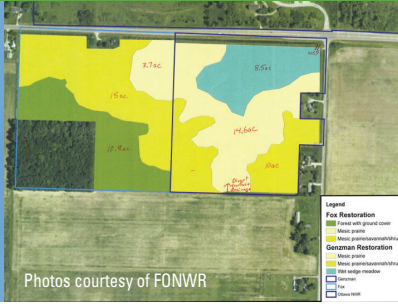 8.5ac
3.7ac
15ac
14.6ac
10.8ac
10ac
Legend
Fox Restoration
Forest with ground cover
Mesic prairie
Mesic prairie/savannah/shru
Genzman Restoration
Mesic prairie
Mesic prairie/savannah/shru
Wet sedge meadow
Genzman
Fox
Ottawa NWR
Photos courtesy of FONWR